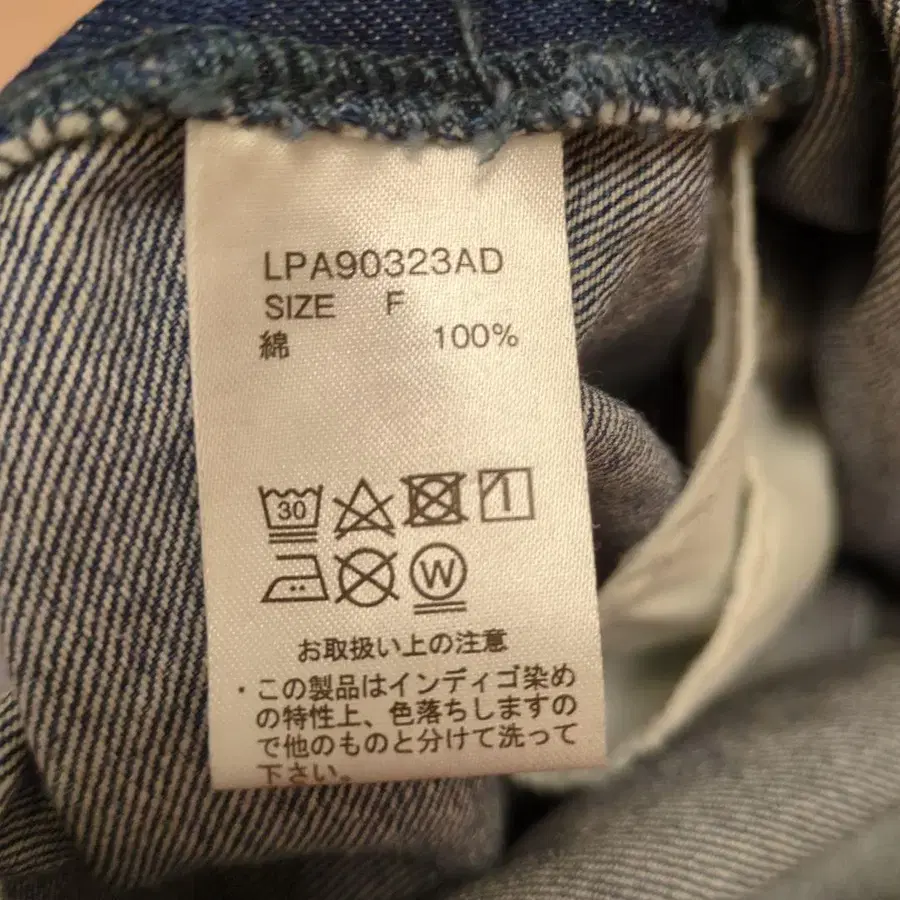 LPA90323AD
SIZE F
綿 100%
30
W
お取扱い上の注意
・この製品はインディゴ染め
の特性上、色落ちしますの
で他のものと分けて洗って
下さい。